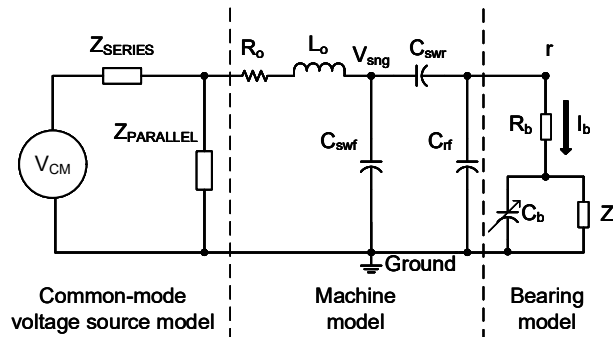 Z_SERIES
R_o
L_o
V_sng
C_swr
r
Z_PARALLEL
V_CM
C_swf
C_rf
R_b
I_b
C_b
Z
Ground
Common-mode
voltage source model
Machine
model
Bearing
model